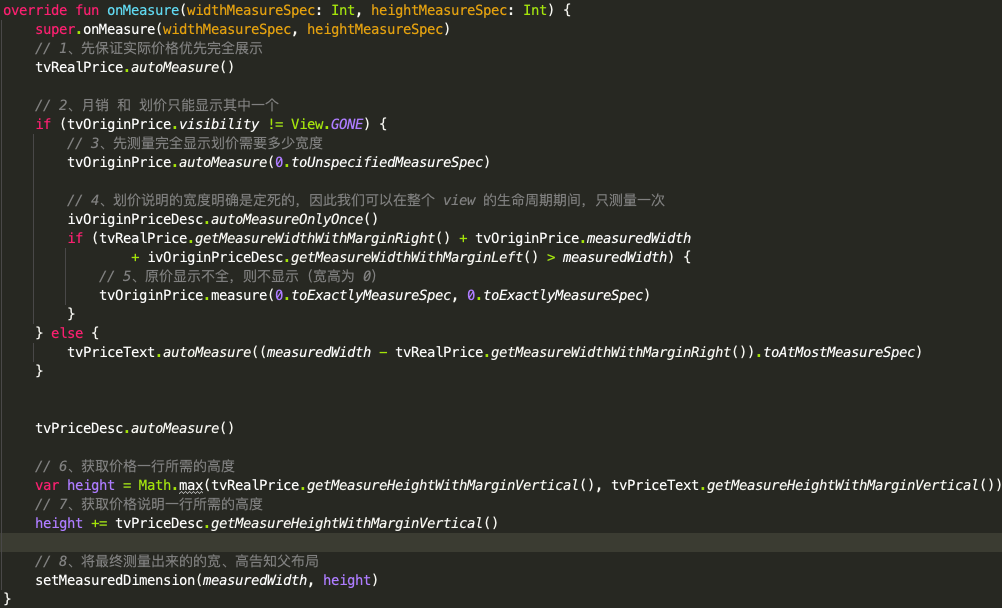 override fun onMeasure(widthMeasureSpec: Int, heightMeasureSpec: Int) {
super.onMeasure(widthMeasureSpec, heightMeasureSpec)
// 1、先保证实际价格优先完全展示
tvRealPrice.autoMeasure()
// 2、月销 和 划价只能显示其中一个
if (tvOriginPrice.visibility != View.GONE) {
// 3、先测量完全显示划价需要多少宽度
tvOriginPrice.autoMeasure(0.toUnspecifiedMeasureSpec)
// 4、划价说明的宽度明确是定死的，因此我们可以在整个 view 的生命周期期间，只测量一次
ivOriginPriceDesc.autoMeasureOnlyOnce()
if (tvRealPrice.getMeasureWidthWithMarginRight() + tvOriginPrice.measuredWidth
+ ivOriginPriceDesc.getMeasureWidthWithMarginLeft() > measuredWidth) {
// 5、原价显示不全，则不显示（宽高为 0）
tvOriginPrice.measure(0.toExactlyMeasureSpec, 0.toExactlyMeasureSpec)
}
} else {
tvPriceText.autoMeasure((measuredWidth - tvRealPrice.getMeasureWidthWithMarginRight()).toAtMostMeasureSpec)
}
tvPriceDesc.autoMeasure()
// 6、获取价格一行所需的高度
var height = Math.max(tvRealPrice.getMeasureHeightWithMarginVertical(), tvPriceText.getMeasureHeightWithMarginVertical())
// 7、获取价格说明一行所需的高度
height += tvPriceDesc.getMeasureHeightWithMarginVertical()
// 8、将最终测量出来的的宽、高告知父布局
setMeasuredDimension(measuredWidth, height)
}